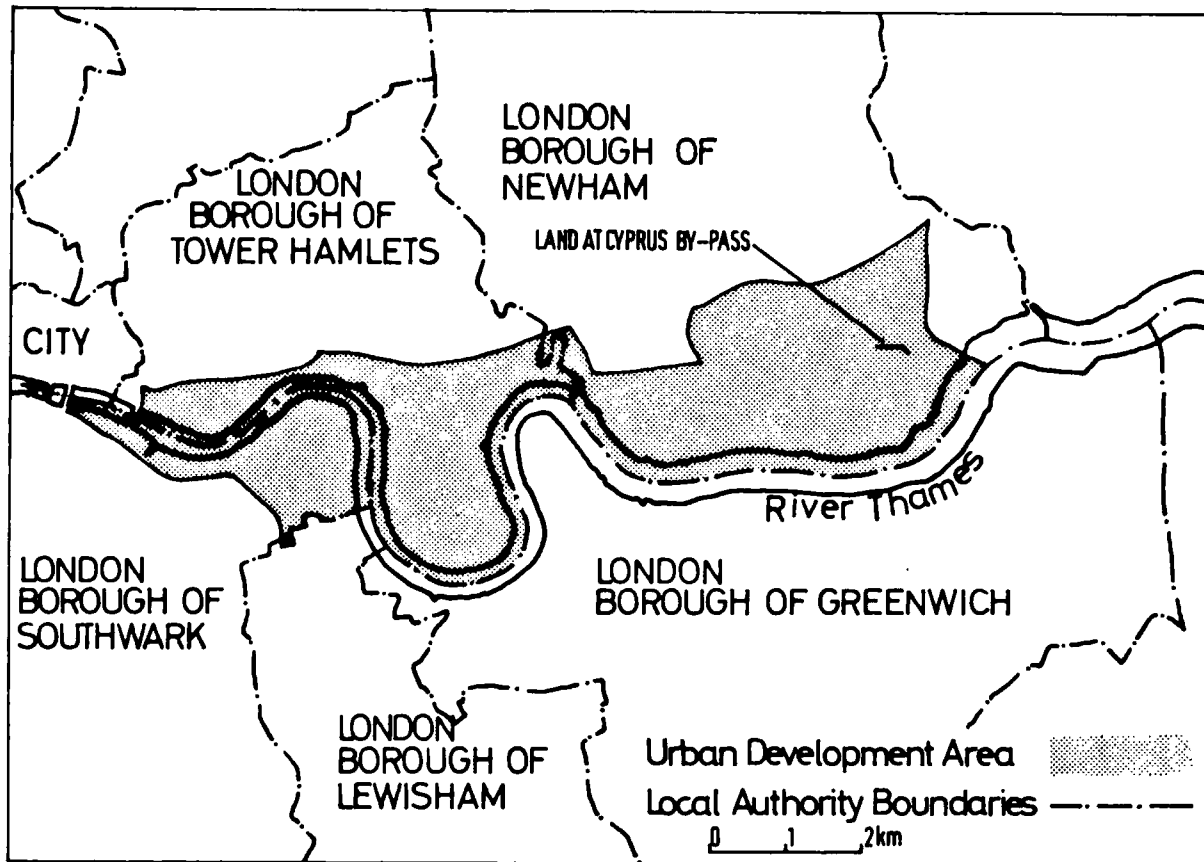 LONDON
BOROUGH OF
NEWHAM
LONDON
BOROUGH OF
TOWER HAMLETS
LAND AT CYPRUS BY-PASS
CITY
River Thames
LONDON
BOROUGH OF
SOUTHWARK
LONDON
BOROUGH OF GREENWICH
LONDON
BOROUGH OF
LEWISHAM
Urban Development Area
Local Authority Boundaries
0 1 2km